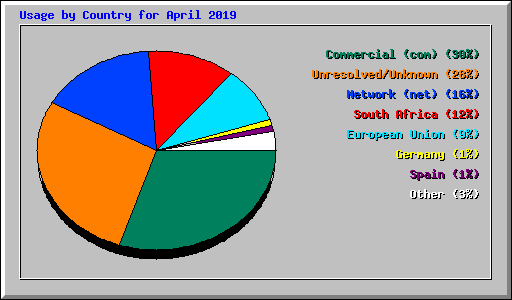 Usage by Country for April 2019
Commercial (com) (30%)
Unresolved/Unknown (28%)
Network (net) (16%)
South Africa (12%)
European Union (9%)
Germany (1%)
Spain (1%)
Other (3%)